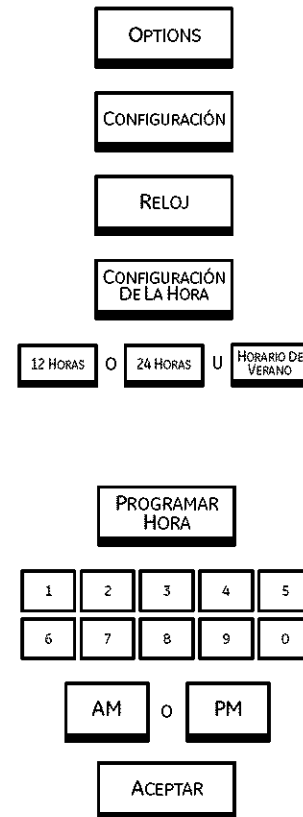 OPTIONS
CONFIGURACIÓN
RELOJ
CONFIGURACIÓN
DE LA HORA
12 HORAS O 24 HORAS U HORARIO DE
VERANO
PROGRAMAR
HORA
1 2 3 4 5
6 7 8 9 0
AM O PM
ACEPTAR